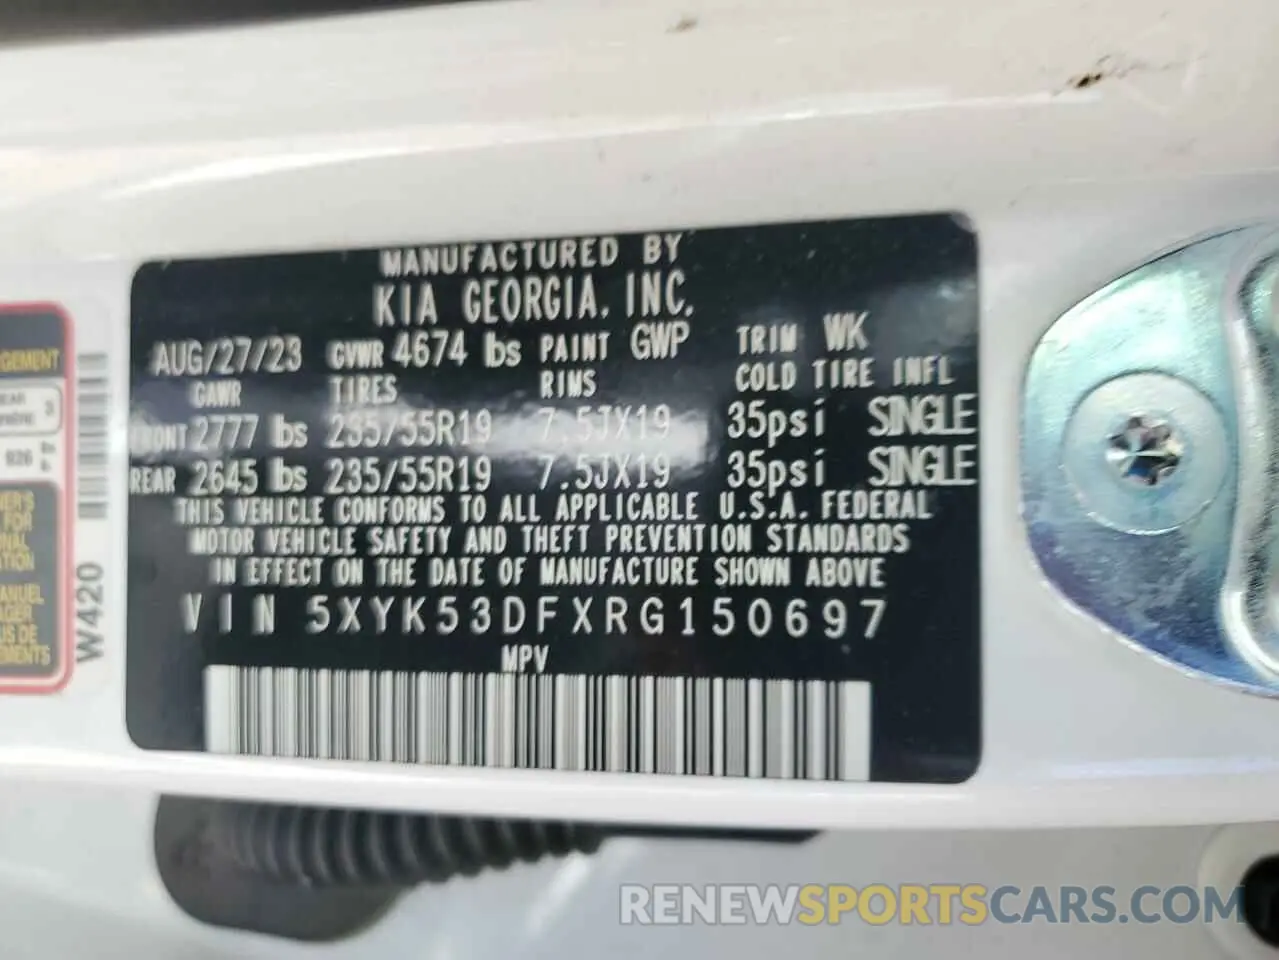 MANUFACTURED BY
KIA GEORGIA, INC.
AUG/27/23 GVWR 4674 lbs PAINT GWP TRIM WK
GAWR TIRES RIMS COLD TIRE INFL
FRONT 2777 lbs 235/55R19 7.5JX19 35psi SINGLE
REAR 2645 lbs 235/55R19 7.5JX19 35psi SINGLE
THIS VEHICLE CONFORMS TO ALL APPLICABLE U.S.A. FEDERAL
MOTOR VEHICLE SAFETY AND THEFT PREVENTION STANDARDS
IN EFFECT ON THE DATE OF MANUFACTURE SHOWN ABOVE
VIN 5XYK53DFXRG150697
MPV
W420
RENEWSPORTSCARS.COM